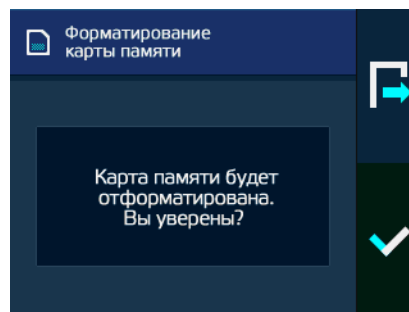 Форматирование
карты памяти
Карта памяти будет
отформатирована.
Вы уверены?